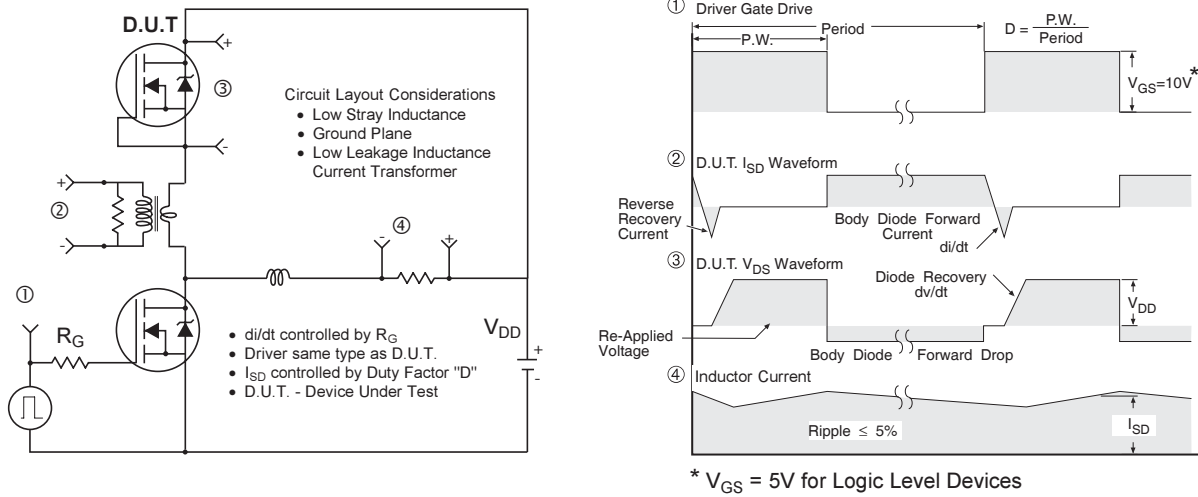 D.U.T
+
③
-
Circuit Layout Considerations
• Low Stray Inductance
• Ground Plane
• Low Leakage Inductance
Current Transformer
+
②
-
④
- +
①
R_G
V_DD
+
-
• di/dt controlled by R_G
• Driver same type as D.U.T.
• I_SD controlled by Duty Factor "D"
• D.U.T. - Device Under Test
① Driver Gate Drive
Period
P.W.
D = P.W. / Period
V_GS=10V*
② D.U.T. I_SD Waveform
Reverse
Recovery
Current
Body Diode Forward
Current
di/dt
③ D.U.T. V_DS Waveform
Diode Recovery
dv/dt
V_DD
Re-Applied
Voltage
Body Diode Forward Drop
④ Inductor Current
Ripple ≤ 5%
I_SD
* V_GS = 5V for Logic Level Devices